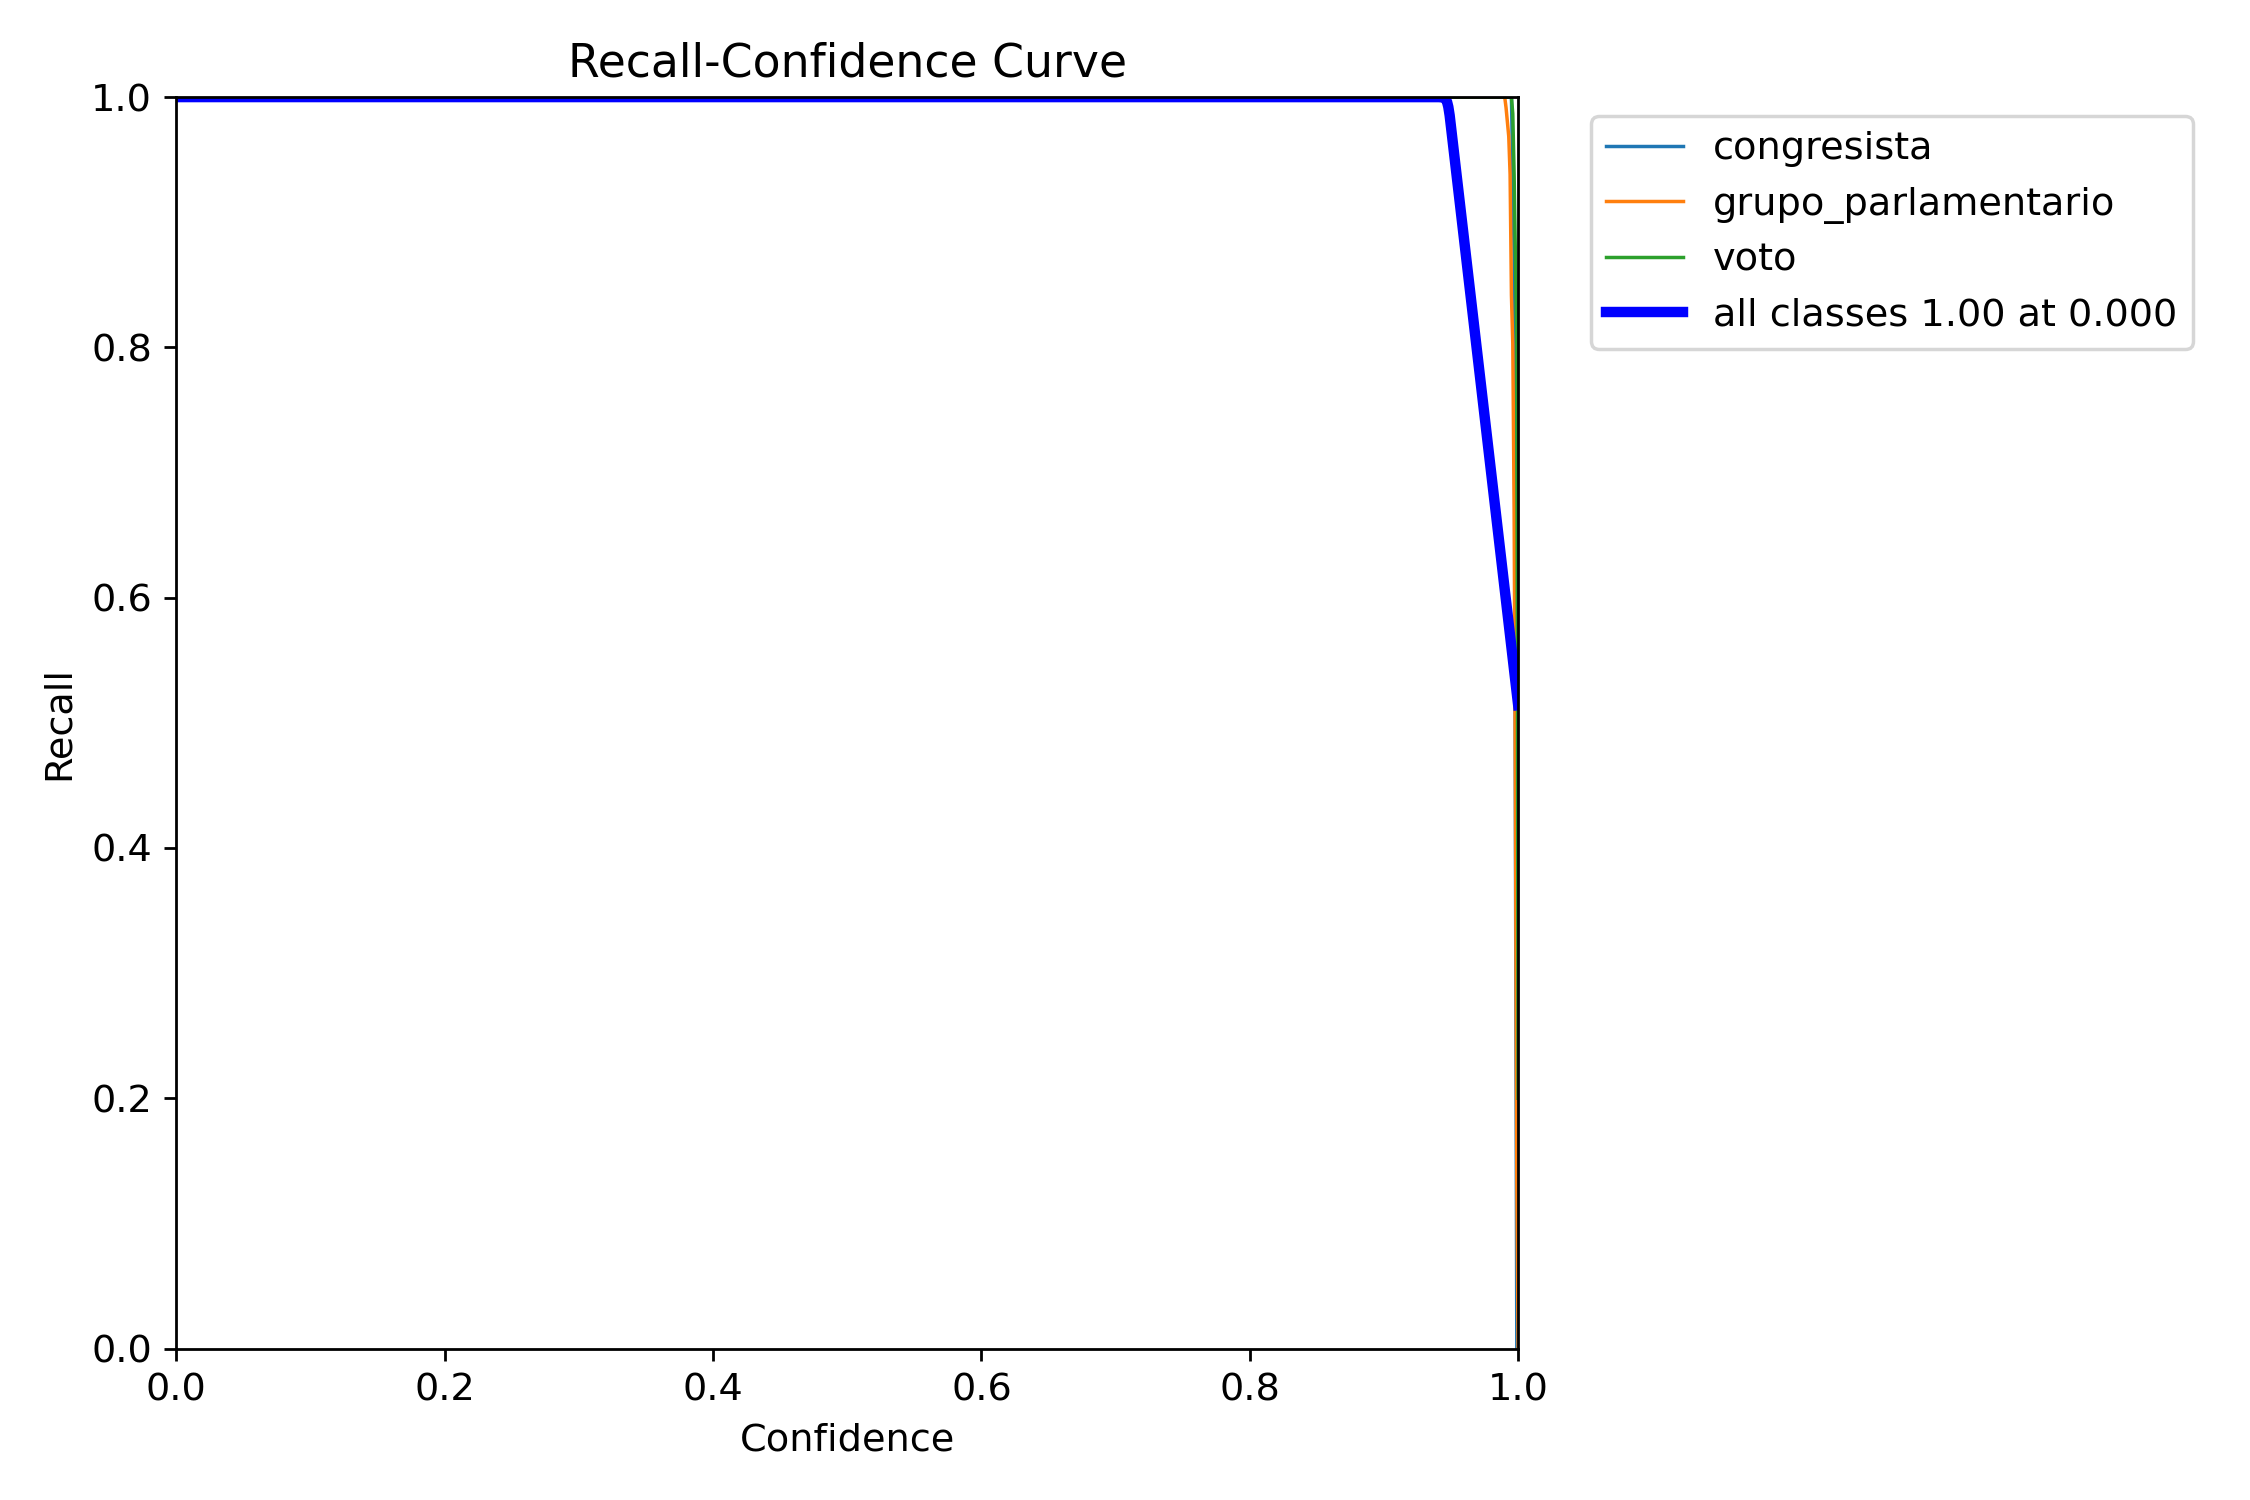 Recall-Confidence Curve
1.0
0.8
0.6
0.4
0.2
0.0
Recall
0.0 0.2 0.4 0.6 0.8 1.0
Confidence
congresista
grupo_parlamentario
voto
all classes 1.00 at 0.000